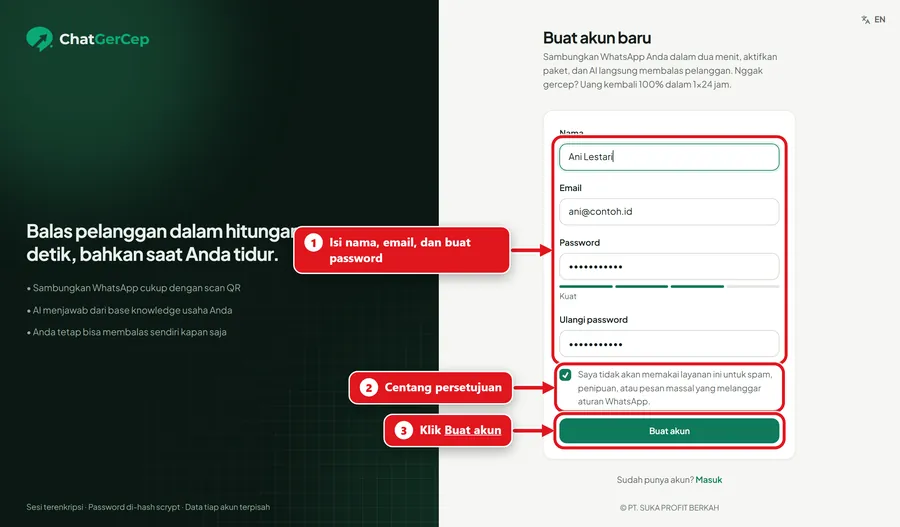 ChatGerCep
EN
Buat akun baru
Sambungkan WhatsApp Anda dalam dua menit, aktifkan
paket, dan AI langsung membalas pelanggan. Nggak
gercep? Uang kembali 100% dalam 1×24 jam.
Nama
Ani Lestari
Email
ani@contoh.id
Password
•••••••••••
Kuat
Ulangi password
•••••••••••
Saya tidak akan memakai layanan ini untuk spam,
penipuan, atau pesan massal yang melanggar
aturan WhatsApp.
Buat akun
Sudah punya akun? Masuk
© PT. SUKA PROFIT BERKAH
Balas pelanggan dalam hitungan
detik, bahkan saat Anda tidur.
• Sambungkan WhatsApp cukup dengan scan QR
• AI menjawab dari base knowledge usaha Anda
• Anda tetap bisa membalas sendiri kapan saja
1 Isi nama, email, dan buat
password
2 Centang persetujuan
3 Klik Buat akun
Sesi terenkripsi · Password di-hash scrypt · Data tiap akun terpisah